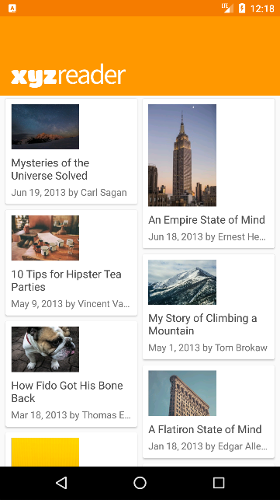 12:18
xyzreader
Mysteries of the
Universe Solved
Jun 19, 2013 by Carl Sagan
An Empire State of Mind
Jun 18, 2013 by Ernest He...
10 Tips for Hipster Tea
Parties
May 9, 2013 by Vincent Va...
My Story of Climbing a
Mountain
May 1, 2013 by Tom Brokaw
How Fido Got His Bone
Back
Mar 18, 2013 by Thomas E...
A Flatiron State of Mind
Jan 18, 2013 by Edgar Alle...